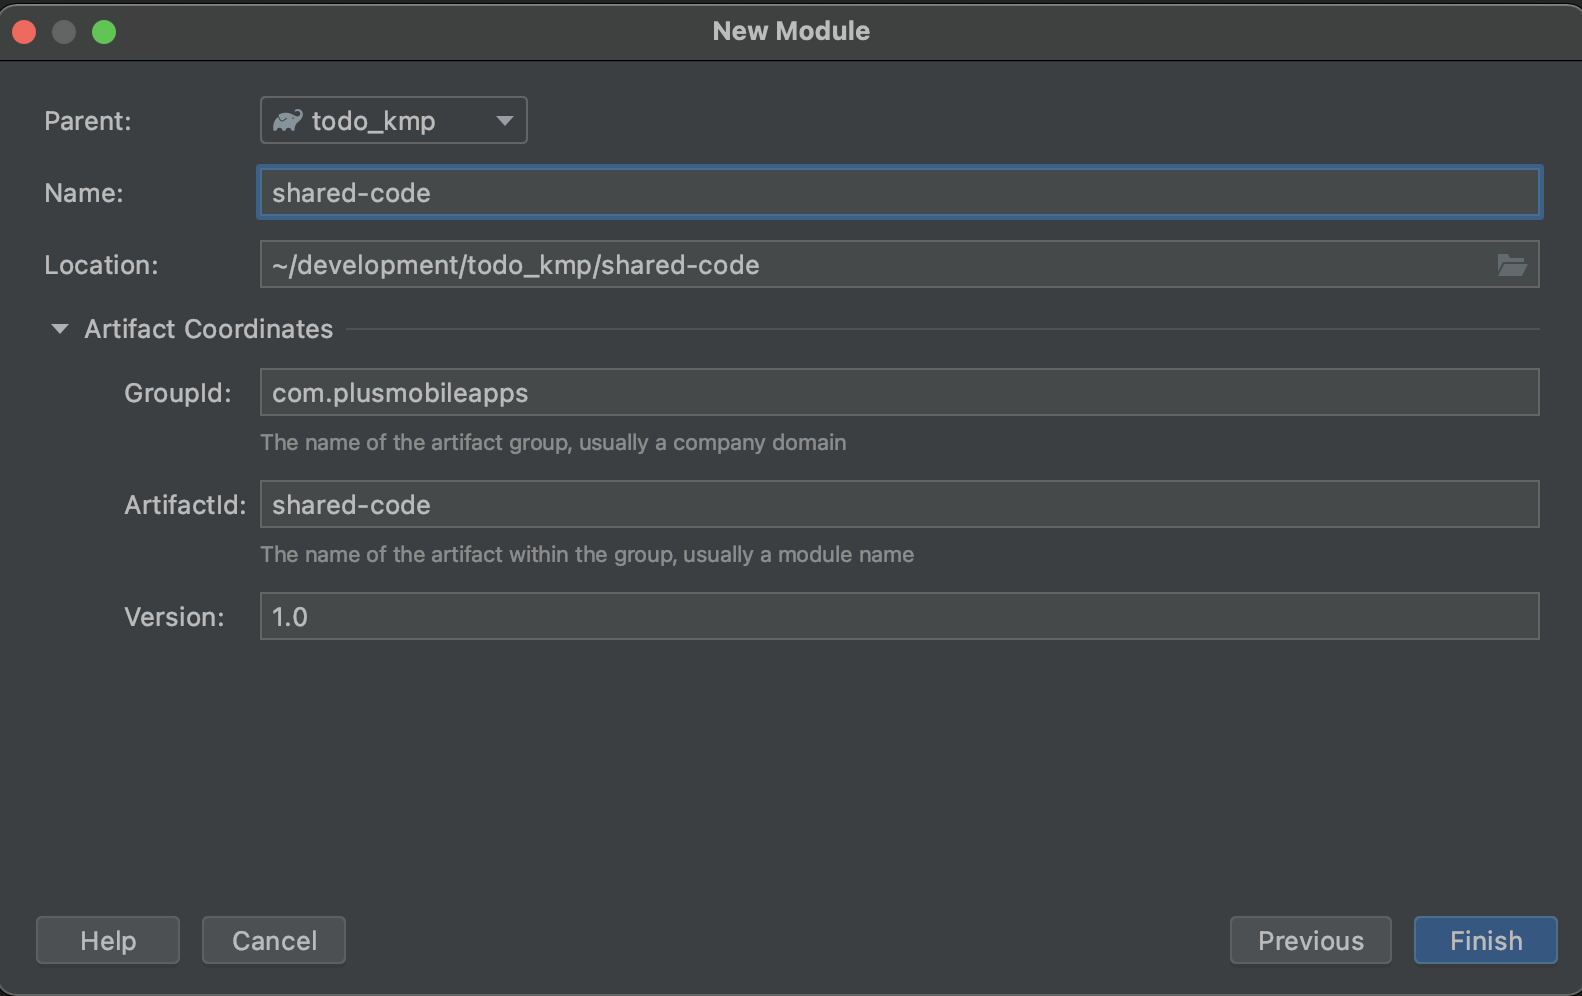 New Module
Parent: todo_kmp
Name: shared-code
Location: ~/development/todo_kmp/shared-code
Artifact Coordinates
GroupId: com.plusmobileapps
The name of the artifact group, usually a company domain
ArtifactId: shared-code
The name of the artifact within the group, usually a module name
Version: 1.0
Help Cancel Previous Finish